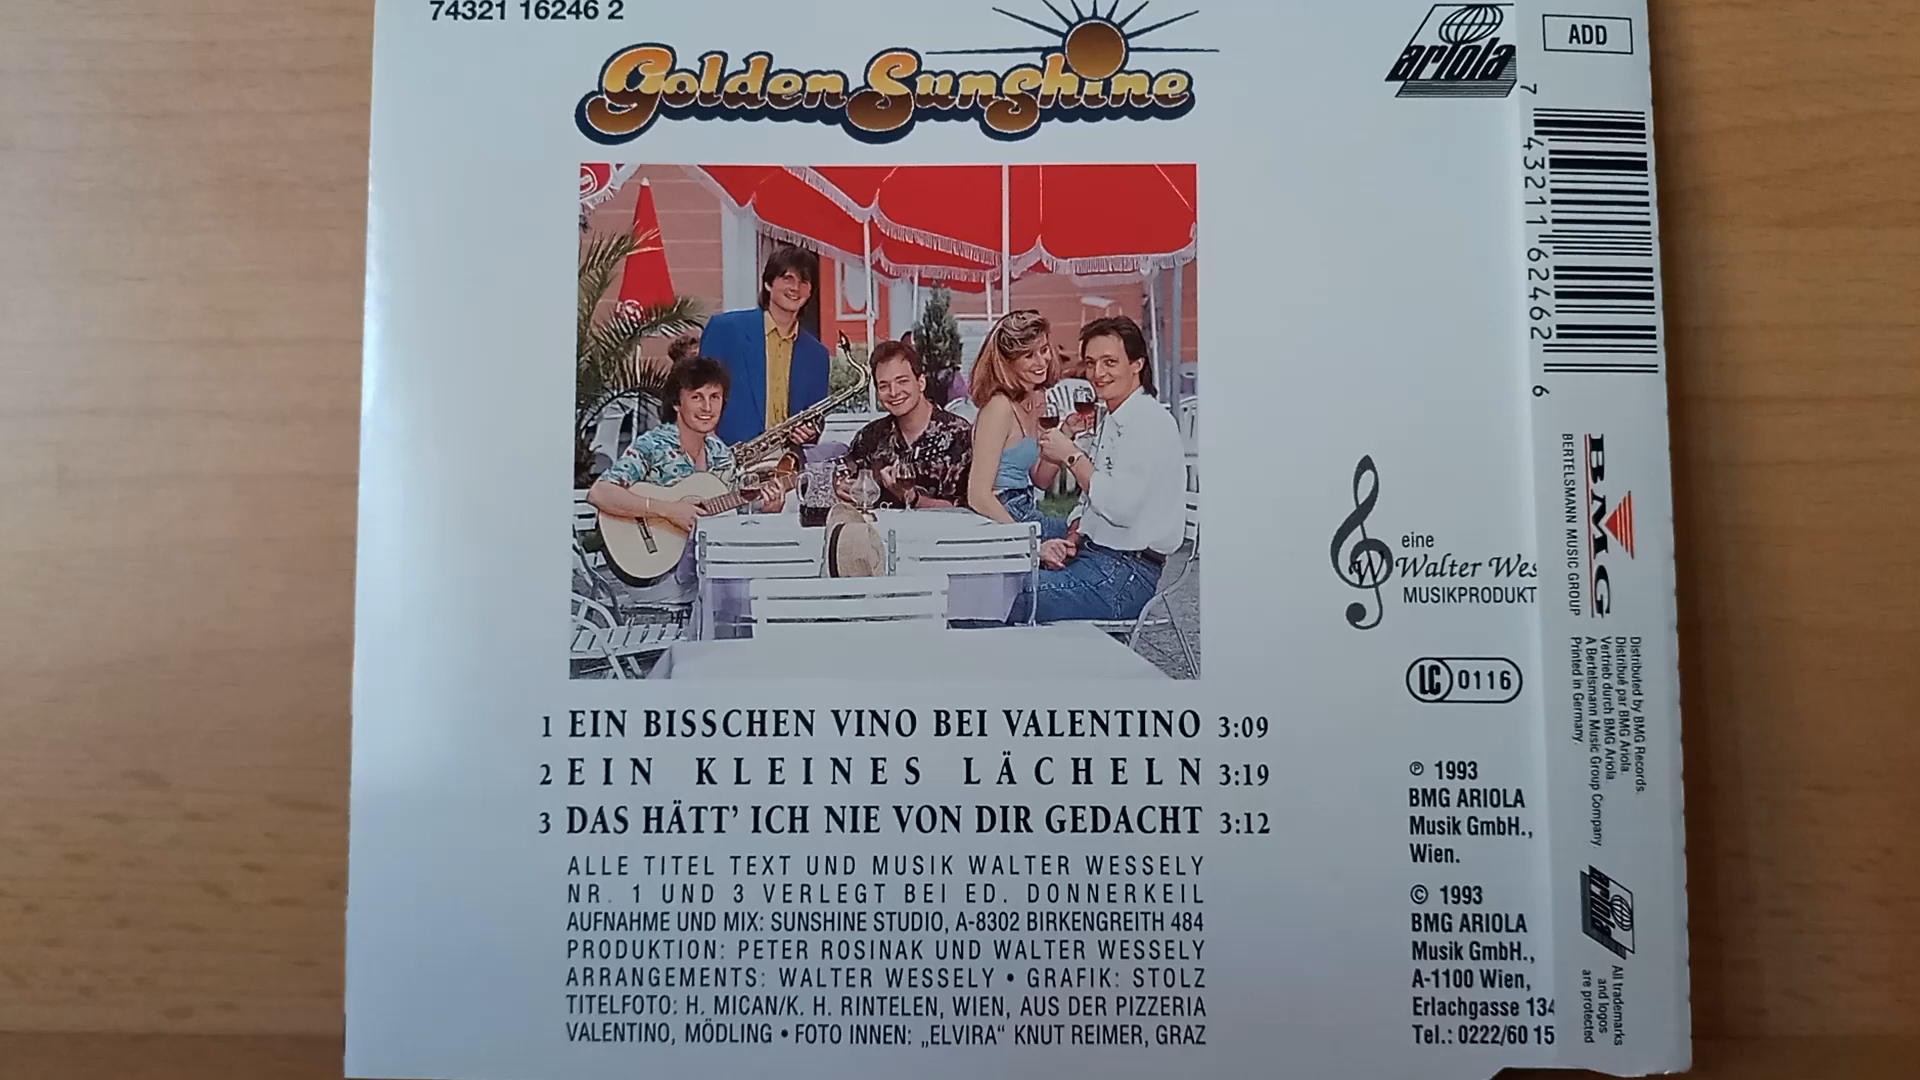 74321 16246 2
Golden Sunshine
ariola
ADD
7 43211 62462 6
BMG
BERTELSMANN MUSIC GROUP
eine
Walter Wes
MUSIKPRODUKT
LC 0116
1 EIN BISSCHEN VINO BEI VALENTINO 3:09
2 EIN KLEINES LÄCHELN 3:19
3 DAS HÄTT' ICH NIE VON DIR GEDACHT 3:12
ALLE TITEL TEXT UND MUSIK WALTER WESSELY
NR. 1 UND 3 VERLEGT BEI ED. DONNERKEIL
AUFNAHME UND MIX: SUNSHINE STUDIO, A-8302 BIRKENGREITH 484
PRODUKTION: PETER ROSINAK UND WALTER WESSELY
ARRANGEMENTS: WALTER WESSELY • GRAFIK: STOLZ
TITELFOTO: H. MICAN/K. H. RINTELEN, WIEN, AUS DER PIZZERIA
VALENTINO, MÖDLING • FOTO INNEN: „ELVIRA“ KNUT REIMER, GRAZ
℗ 1993
BMG ARIOLA
Musik GmbH.,
Wien.
© 1993
BMG ARIOLA
Musik GmbH.,
A-1100 Wien,
Erlachgasse 134
Tel.: 0222/60 15
Distributed by BMG Records.
Distribué par BMG Ariola.
Vertrieb durch BMG Ariola.
A Bertelsmann Music Group Company.
Printed in Germany.
ariola
All trademarks
and logos
are protected